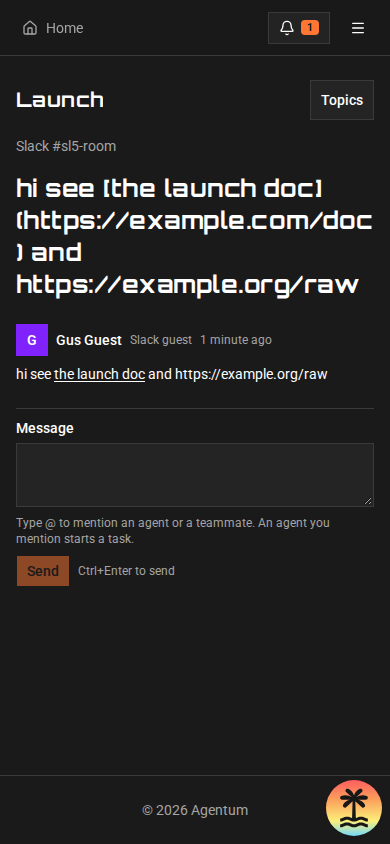 Home
1
Launch
Topics
Slack #sl5-room
hi see [the launch doc]
(https://example.com/doc
) and
https://example.org/raw
G
Gus Guest Slack guest 1 minute ago
hi see the launch doc and https://example.org/raw
Message
Type @ to mention an agent or a teammate. An agent you
mention starts a task.
Send
Ctrl+Enter to send
© 2026 Agentum